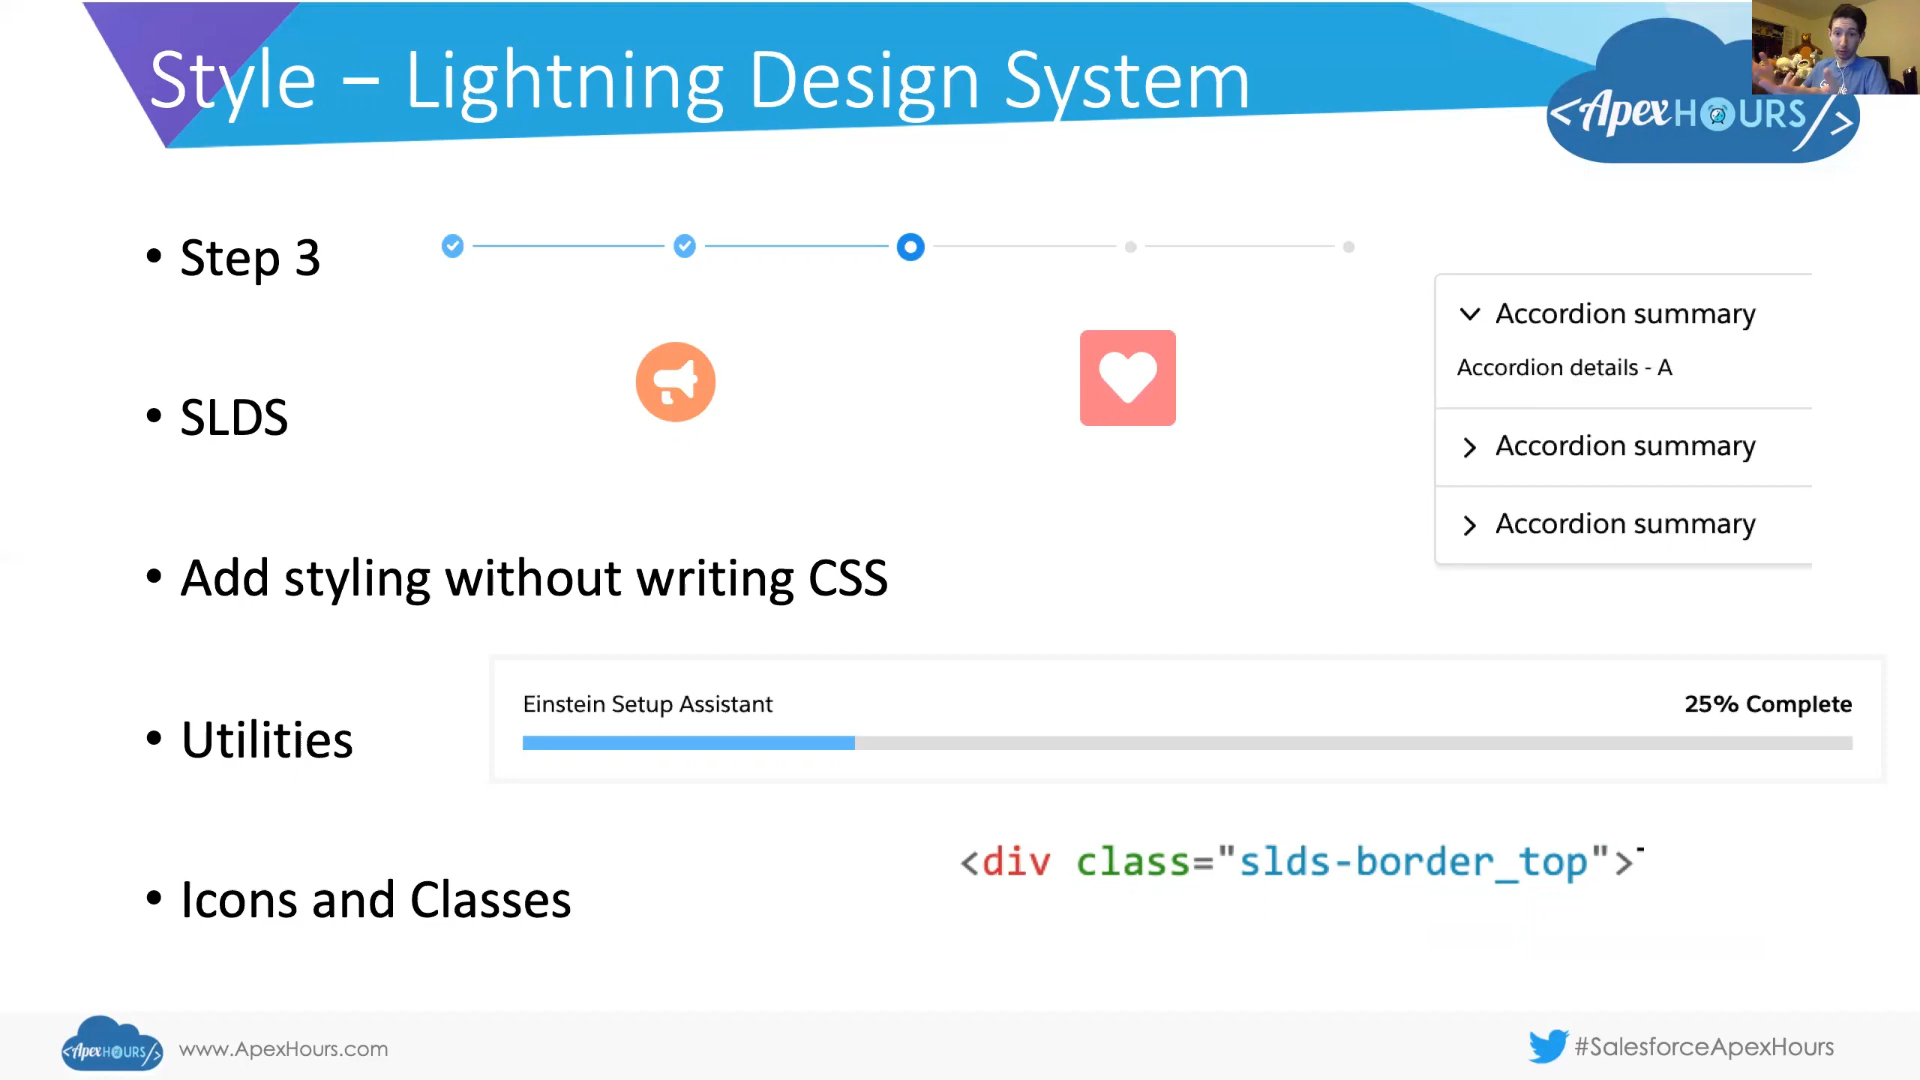 Style – Lightning Design System
<ApexHOURS/>
• Step 3
• SLDS
• Add styling without writing CSS
• Utilities
• Icons and Classes
Accordion summary
Accordion details - A
Accordion summary
Accordion summary
Einstein Setup Assistant
25% Complete
<div class="slds-border_top">
<ApexHOURS/>
www.ApexHours.com
#SalesforceApexHours